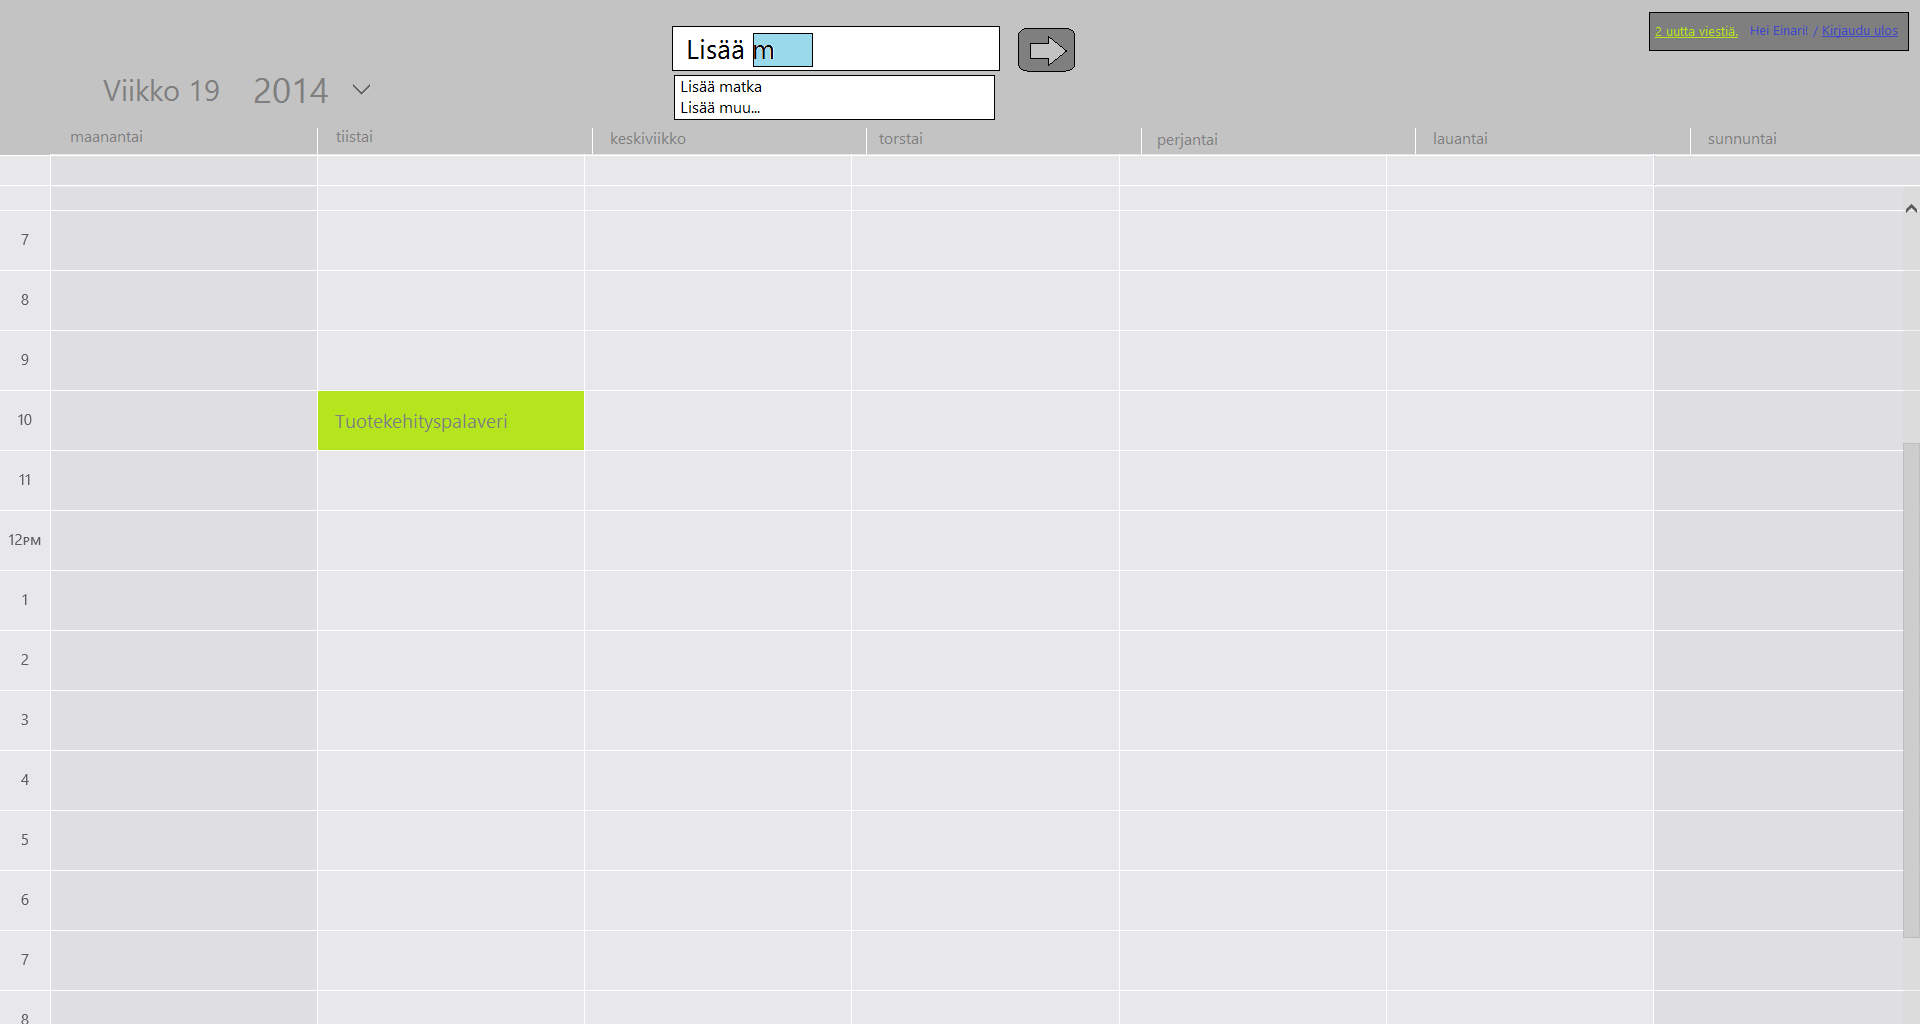 Lisää m
2 uutta viestiä. Hei Einari! / Kirjaudu ulos
Viikko 19 2014
Lisää matka
Lisää muu...
maanantai tiistai keskiviikko torstai perjantai lauantai sunnuntai
7
8
9
10 Tuotekehityspalaveri
11
12PM
1
2
3
4
5
6
7
8